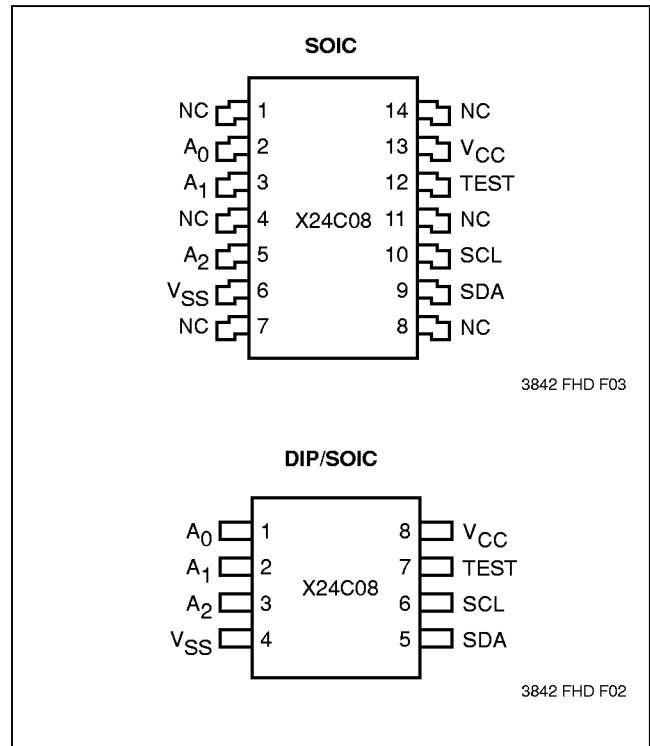 SOIC
NC 1 14 NC
A0 2 13 VCC
A1 3 12 TEST
NC 4 X24C08 11 NC
A2 5 10 SCL
VSS 6 9 SDA
NC 7 8 NC
3842 FHD F03
DIP/SOIC
A0 1 8 VCC
A1 2 7 TEST
X24C08
A2 3 6 SCL
VSS 4 5 SDA
3842 FHD F02